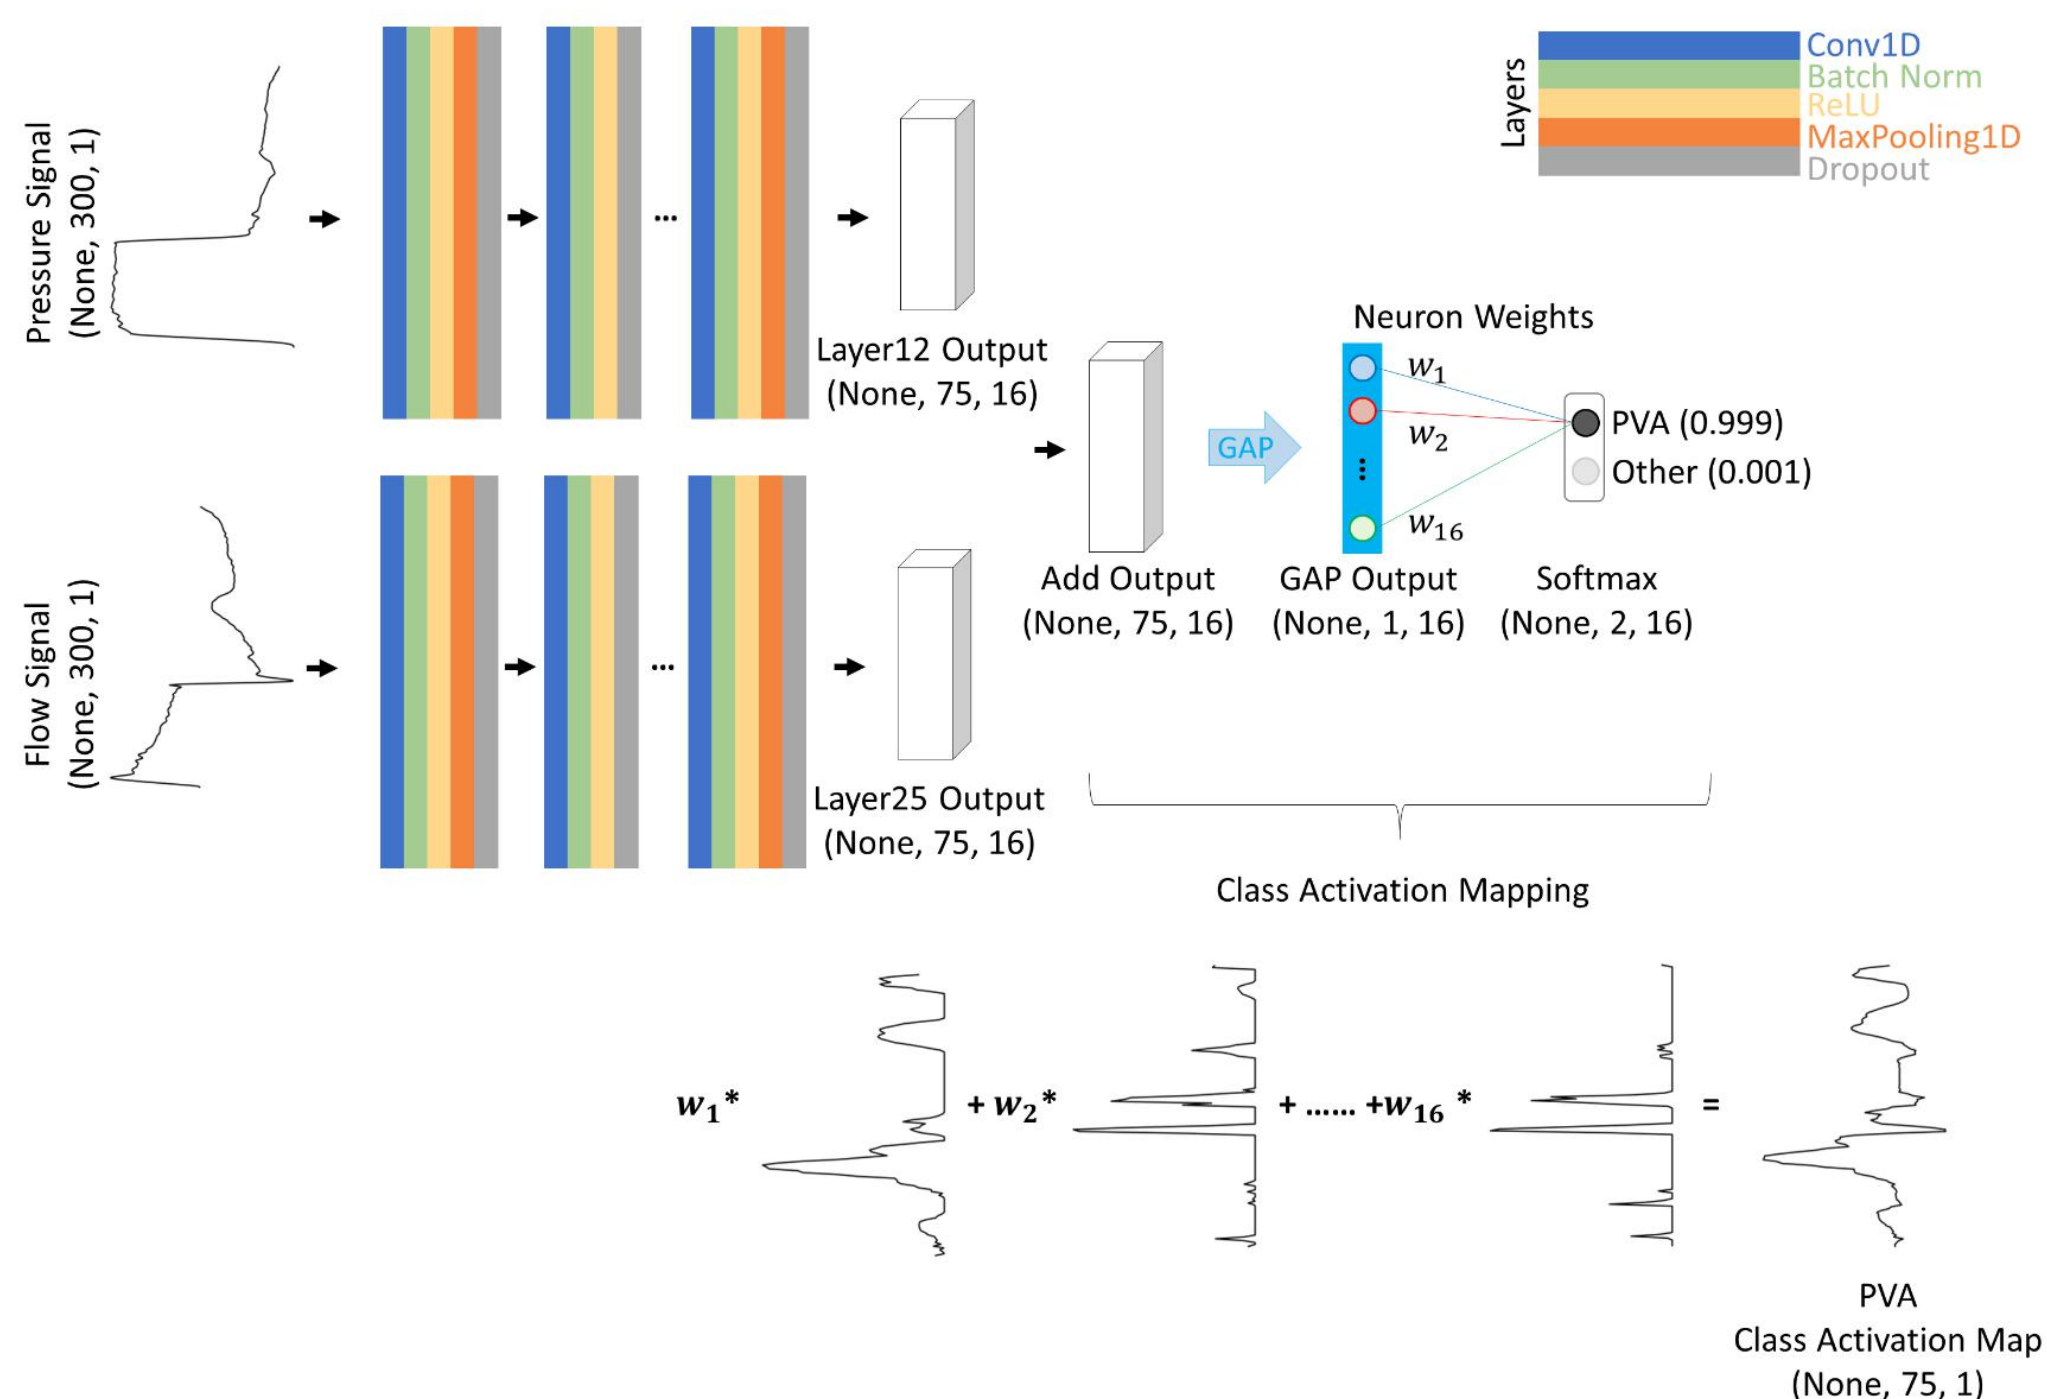 Pressure Signal
(None, 300, 1)
...
Layer12 Output
(None, 75, 16)
Layers
Conv1D
Batch Norm
ReLU
MaxPooling1D
Dropout
Flow Signal
(None, 300, 1)
...
Layer25 Output
(None, 75, 16)
Add Output
(None, 75, 16)
GAP
Neuron Weights
w₁
w₂
⋮
w₁₆
GAP Output
(None, 1, 16)
PVA (0.999)
Other (0.001)
Softmax
(None, 2, 16)
Class Activation Mapping
w₁* + w₂* + ...... +w₁₆ * =
PVA
Class Activation Map
(None, 75, 1)